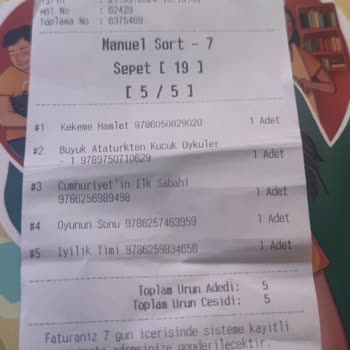 MBT No : 62429
Toplama No : 6375469
Manuel Sort - 7
Sepet [ 19 ]
[ 5 / 5 ]
#1 Kekeme Hamlet 9786050829020 1 Adet
#2 Buyuk Ataturkten Kucuk Oykuler
- 1 9789750710629 1 Adet
#3 Cumhuriyet'in Ilk Sabahi
9786256989498 1 Adet
#4 Oyunun Sonu 9786257463959 1 Adet
#5 Iyilik Timi 9786259834658 1 Adet
Toplam Urun Adedi: 5
Toplam Urun Cesidi: 5
Faturaniz 7 gun icerisinde sisteme kayitli
adresinize gonderilecektir.